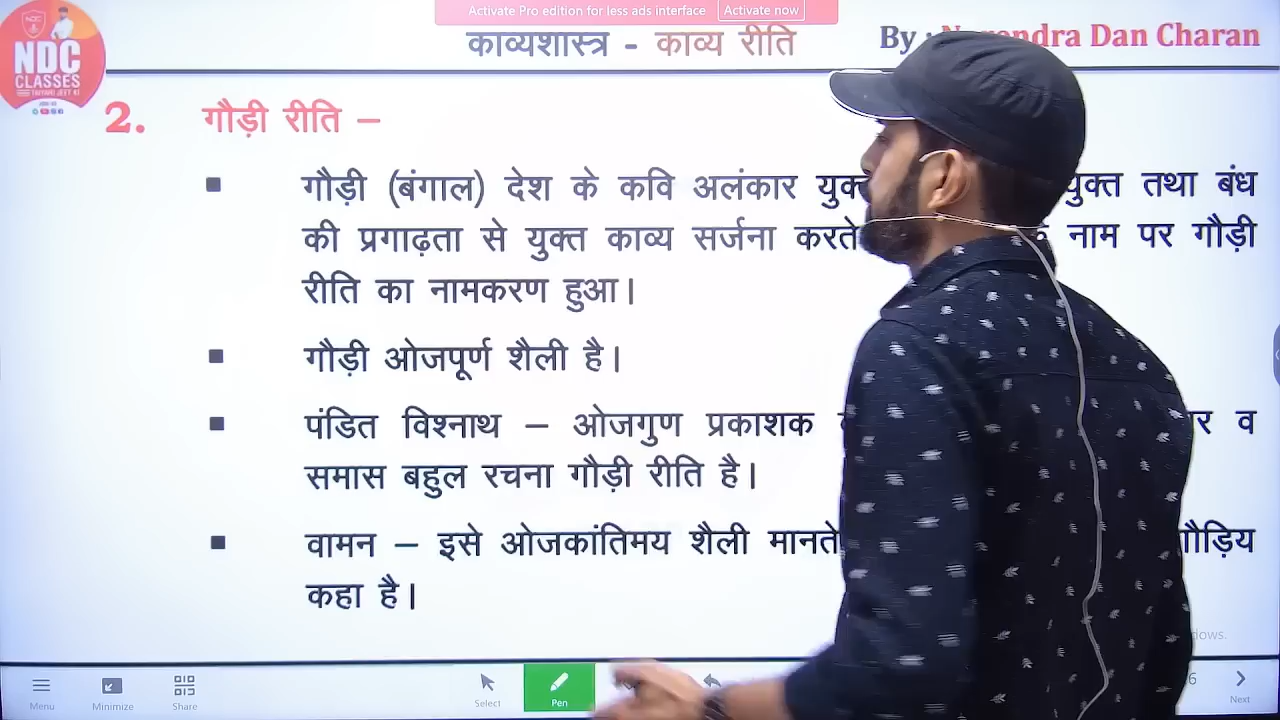 Activate Pro edition for less ads interface Activate now
NDC
CLASSES
काव्यशास्त्र - काव्य रीति
By : Narendra Dan Charan
2. गौड़ी रीति –
गौड़ी (बंगाल) देश के कवि अलंकार युक्त तथा बंध
की प्रगाढ़ता से युक्त काव्य सर्जना करते नाम पर गौड़ी
रीति का नामकरण हुआ।
गौड़ी ओजपूर्ण शैली है।
पंडित विश्नाथ – ओजगुण प्रकाशक व
समास बहुल रचना गौड़ी रीति है।
वामन – इसे ओजकांतिमय शैली मानते गौड़िय
कहा है।
Menu Minimize Share Select Pen 6 Next